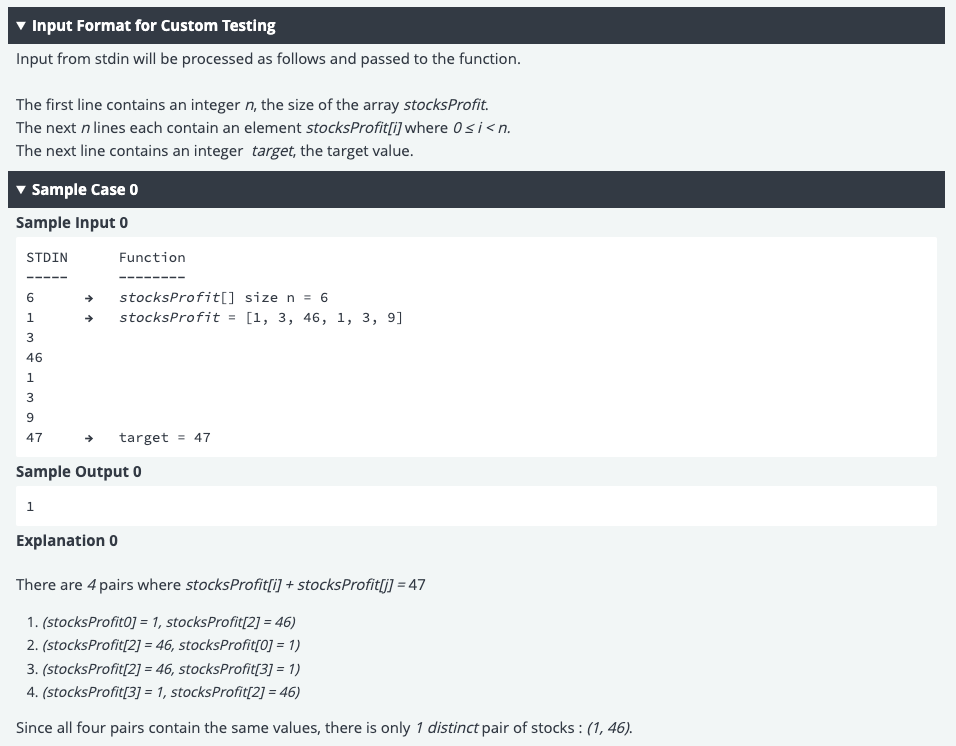 ▼ Input Format for Custom Testing
Input from stdin will be processed as follows and passed to the function.
The first line contains an integer n, the size of the array stocksProfit.
The next n lines each contain an element stocksProfit[i] where 0 ≤ i < n.
The next line contains an integer target, the target value.
▼ Sample Case 0
Sample Input 0
STDIN Function
----- --------
6 → stocksProfit[] size n = 6
1 → stocksProfit = [1, 3, 46, 1, 3, 9]
3
46
1
3
9
47 → target = 47
Sample Output 0
1
Explanation 0
There are 4 pairs where stocksProfit[i] + stocksProfit[j] = 47
1. (stocksProfit0] = 1, stocksProfit[2] = 46)
2. (stocksProfit[2] = 46, stocksProfit[0] = 1)
3. (stocksProfit[2] = 46, stocksProfit[3] = 1)
4. (stocksProfit[3] = 1, stocksProfit[2] = 46)
Since all four pairs contain the same values, there is only 1 distinct pair of stocks : (1, 46).